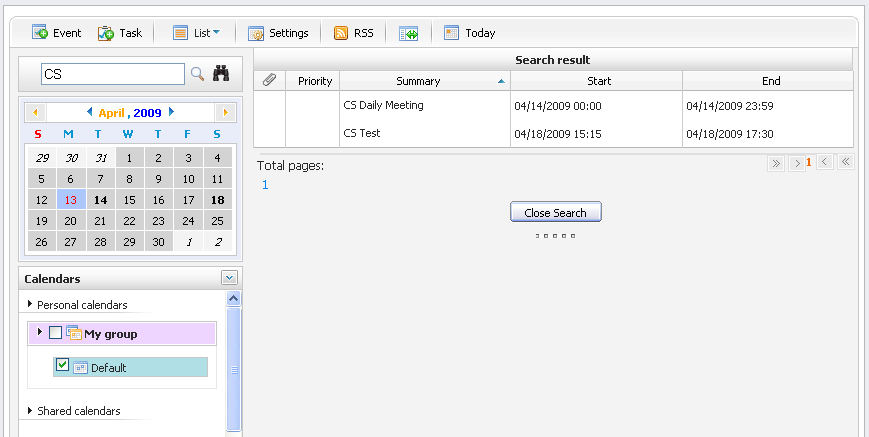 Event Task List Settings RSS Today
CS
April , 2009
S M T W T F S
29 30 31 1 2 3 4
5 6 7 8 9 10 11
12 13 14 15 16 17 18
19 20 21 22 23 24 25
26 27 28 29 30 1 2
Calendars
Personal calendars
My group
Default
Shared calendars
Search result
Priority Summary Start End
CS Daily Meeting 04/14/2009 00:00 04/14/2009 23:59
CS Test 04/18/2009 15:15 04/18/2009 17:30
Total pages:
1
1
Close Search